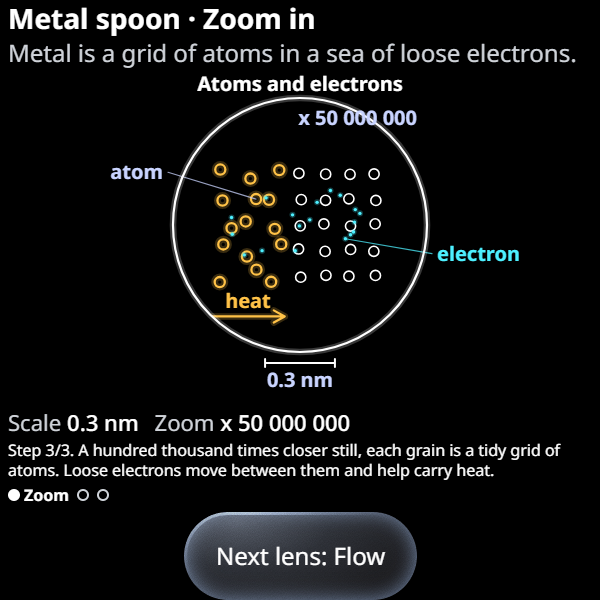 Metal spoon · Zoom in
Metal is a grid of atoms in a sea of loose electrons.
Atoms and electrons
x 50 000 000
atom
electron
heat
0.3 nm
Scale 0.3 nm Zoom x 50 000 000
Step 3/3. A hundred thousand times closer still, each grain is a tidy grid of
atoms. Loose electrons move between them and help carry heat.
Zoom
Next lens: Flow